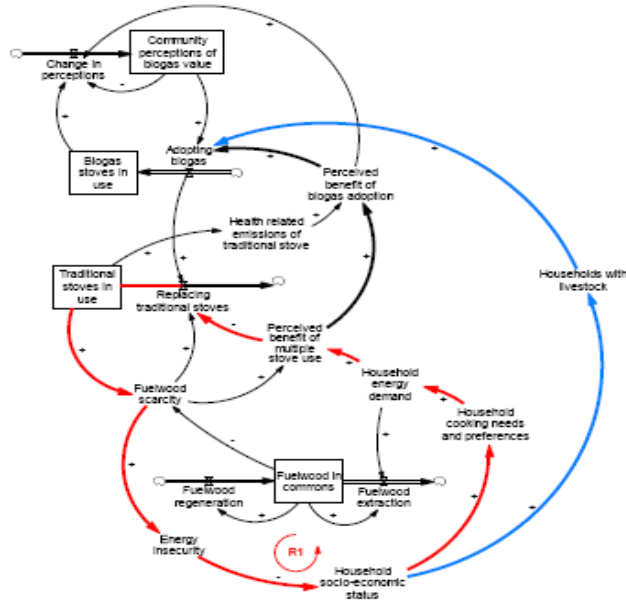 Community
perceptions of
biogas value
Change in
perceptions
Adopting
biogas
Biogas
stoves in
use
Perceived
benefit of
biogas adoption
Health related
emissions of
traditional stove
Traditional
stoves in
use
Replacing
traditional stoves
Households with
livestock
Perceived
benefit of
multiple
stove use
Household
energy
demand
Fuelwood
scarcity
Household
cooking needs
and preferences
Fuelwood in
commons
Fuelwood
regeneration
Fuelwood
extraction
Energy
insecurity
R1
Household
socio-economic
status